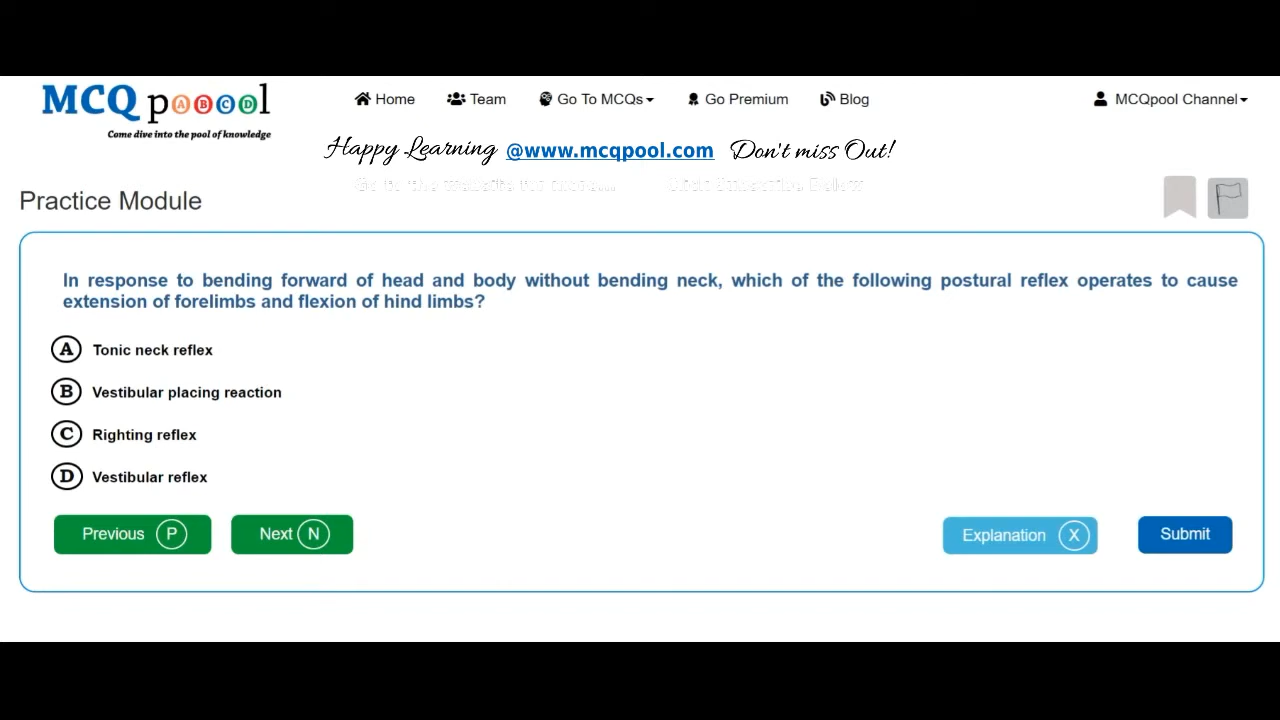 MCQ pABCDl
Come dive into the pool of knowledge
Home Team Go To MCQs Go Premium Blog MCQpool Channel
Happy Learning @www.mcqpool.com Don't miss Out!
Practice Module
In response to bending forward of head and body without bending neck, which of the following postural reflex operates to cause
extension of forelimbs and flexion of hind limbs?
A Tonic neck reflex
B Vestibular placing reaction
C Righting reflex
D Vestibular reflex
Previous P Next N Explanation X Submit